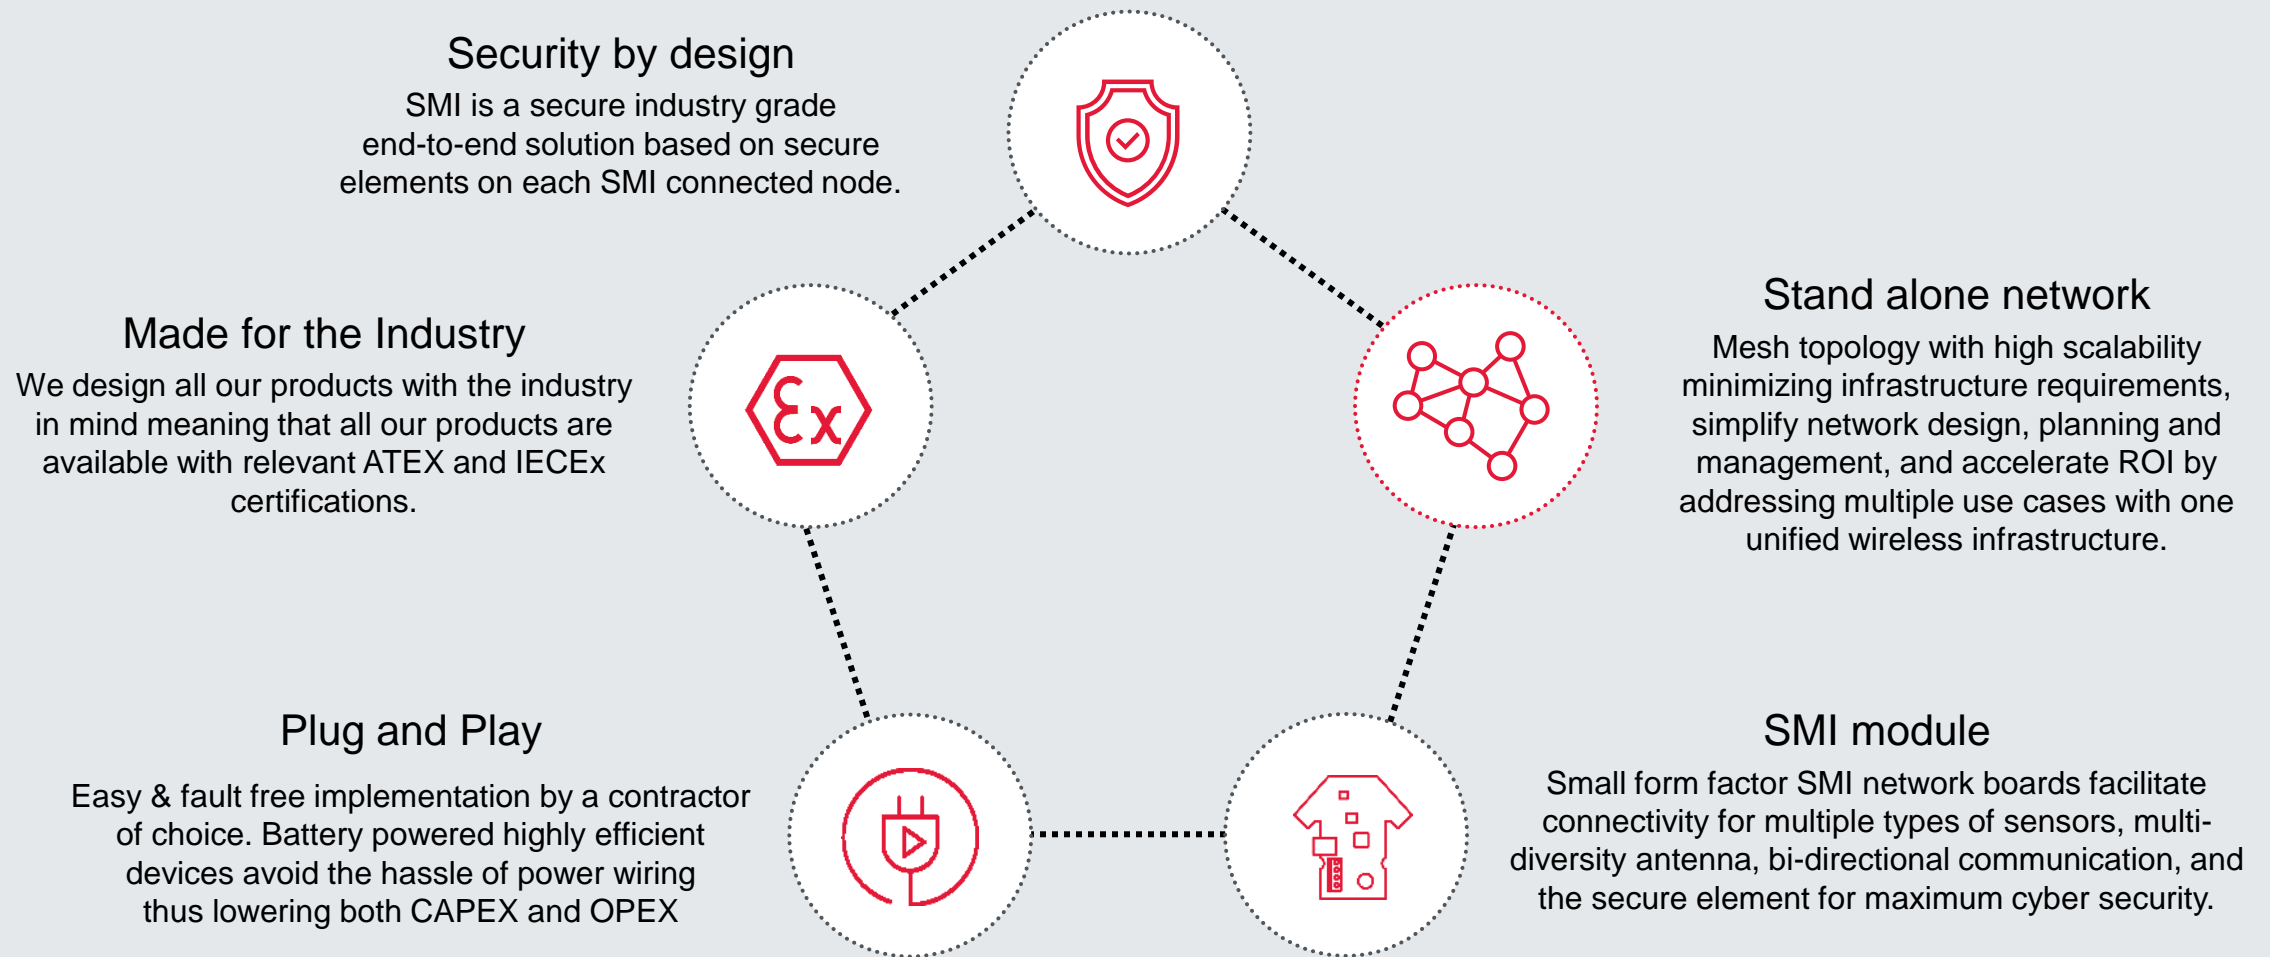 Security by design
SMI is a secure industry grade
end-to-end solution based on secure
elements on each SMI connected node.
Made for the Industry
We design all our products with the industry
in mind meaning that all our products are
available with relevant ATEX and IECEx
certifications.
Ex
Stand alone network
Mesh topology with high scalability
minimizing infrastructure requirements,
simplify network design, planning and
management, and accelerate ROI by
addressing multiple use cases with one
unified wireless infrastructure.
Plug and Play
Easy & fault free implementation by a contractor
of choice. Battery powered highly efficient
devices avoid the hassle of power wiring
thus lowering both CAPEX and OPEX
SMI module
Small form factor SMI network boards facilitate
connectivity for multiple types of sensors, multi-
diversity antenna, bi-directional communication, and
the secure element for maximum cyber security.